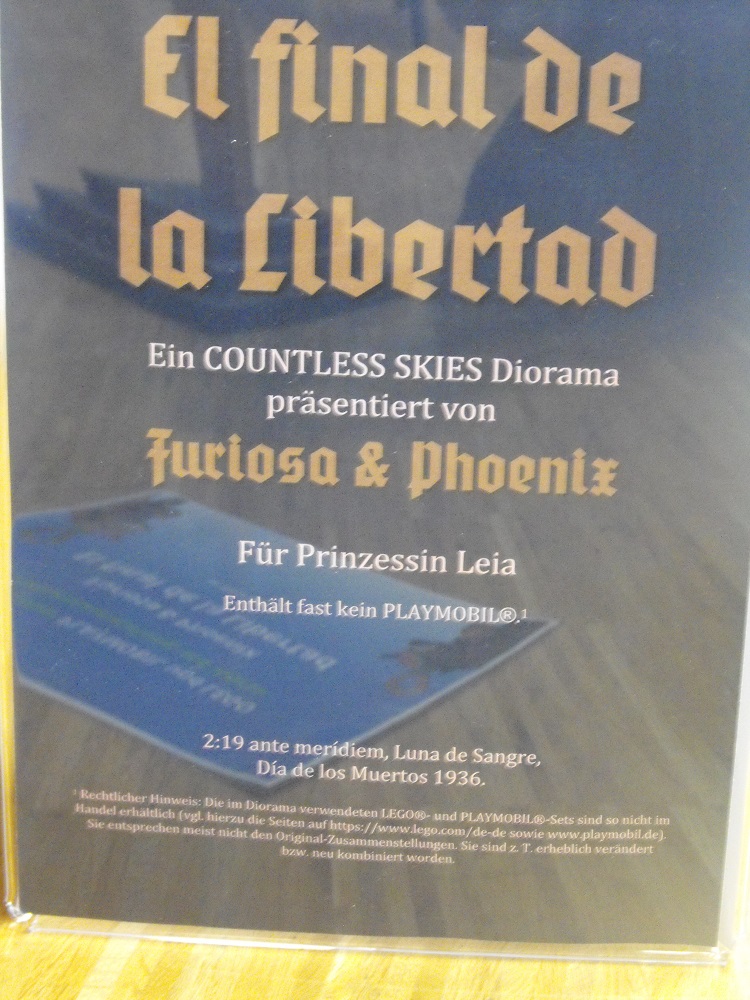 El final de
la Libertad
Ein COUNTLESS SKIES Diorama
präsentiert von
Furiosa & Phoenix
Für Prinzessin Leia
Enthält fast kein PLAYMOBIL®.¹
2:19 ante merídiem, Luna de Sangre,
Día de los Muertos 1936.
¹ Rechtlicher Hinweis: Die im Diorama verwendeten LEGO®- und PLAYMOBIL®-Sets sind so nicht im
Handel erhältlich (vgl. hierzu die Seiten auf https://www.lego.com/de-de sowie www.playmobil.de).
Sie entsprechen meist nicht den Original-Zusammenstellungen. Sie sind z. T. erheblich verändert
bzw. neu kombiniert worden.